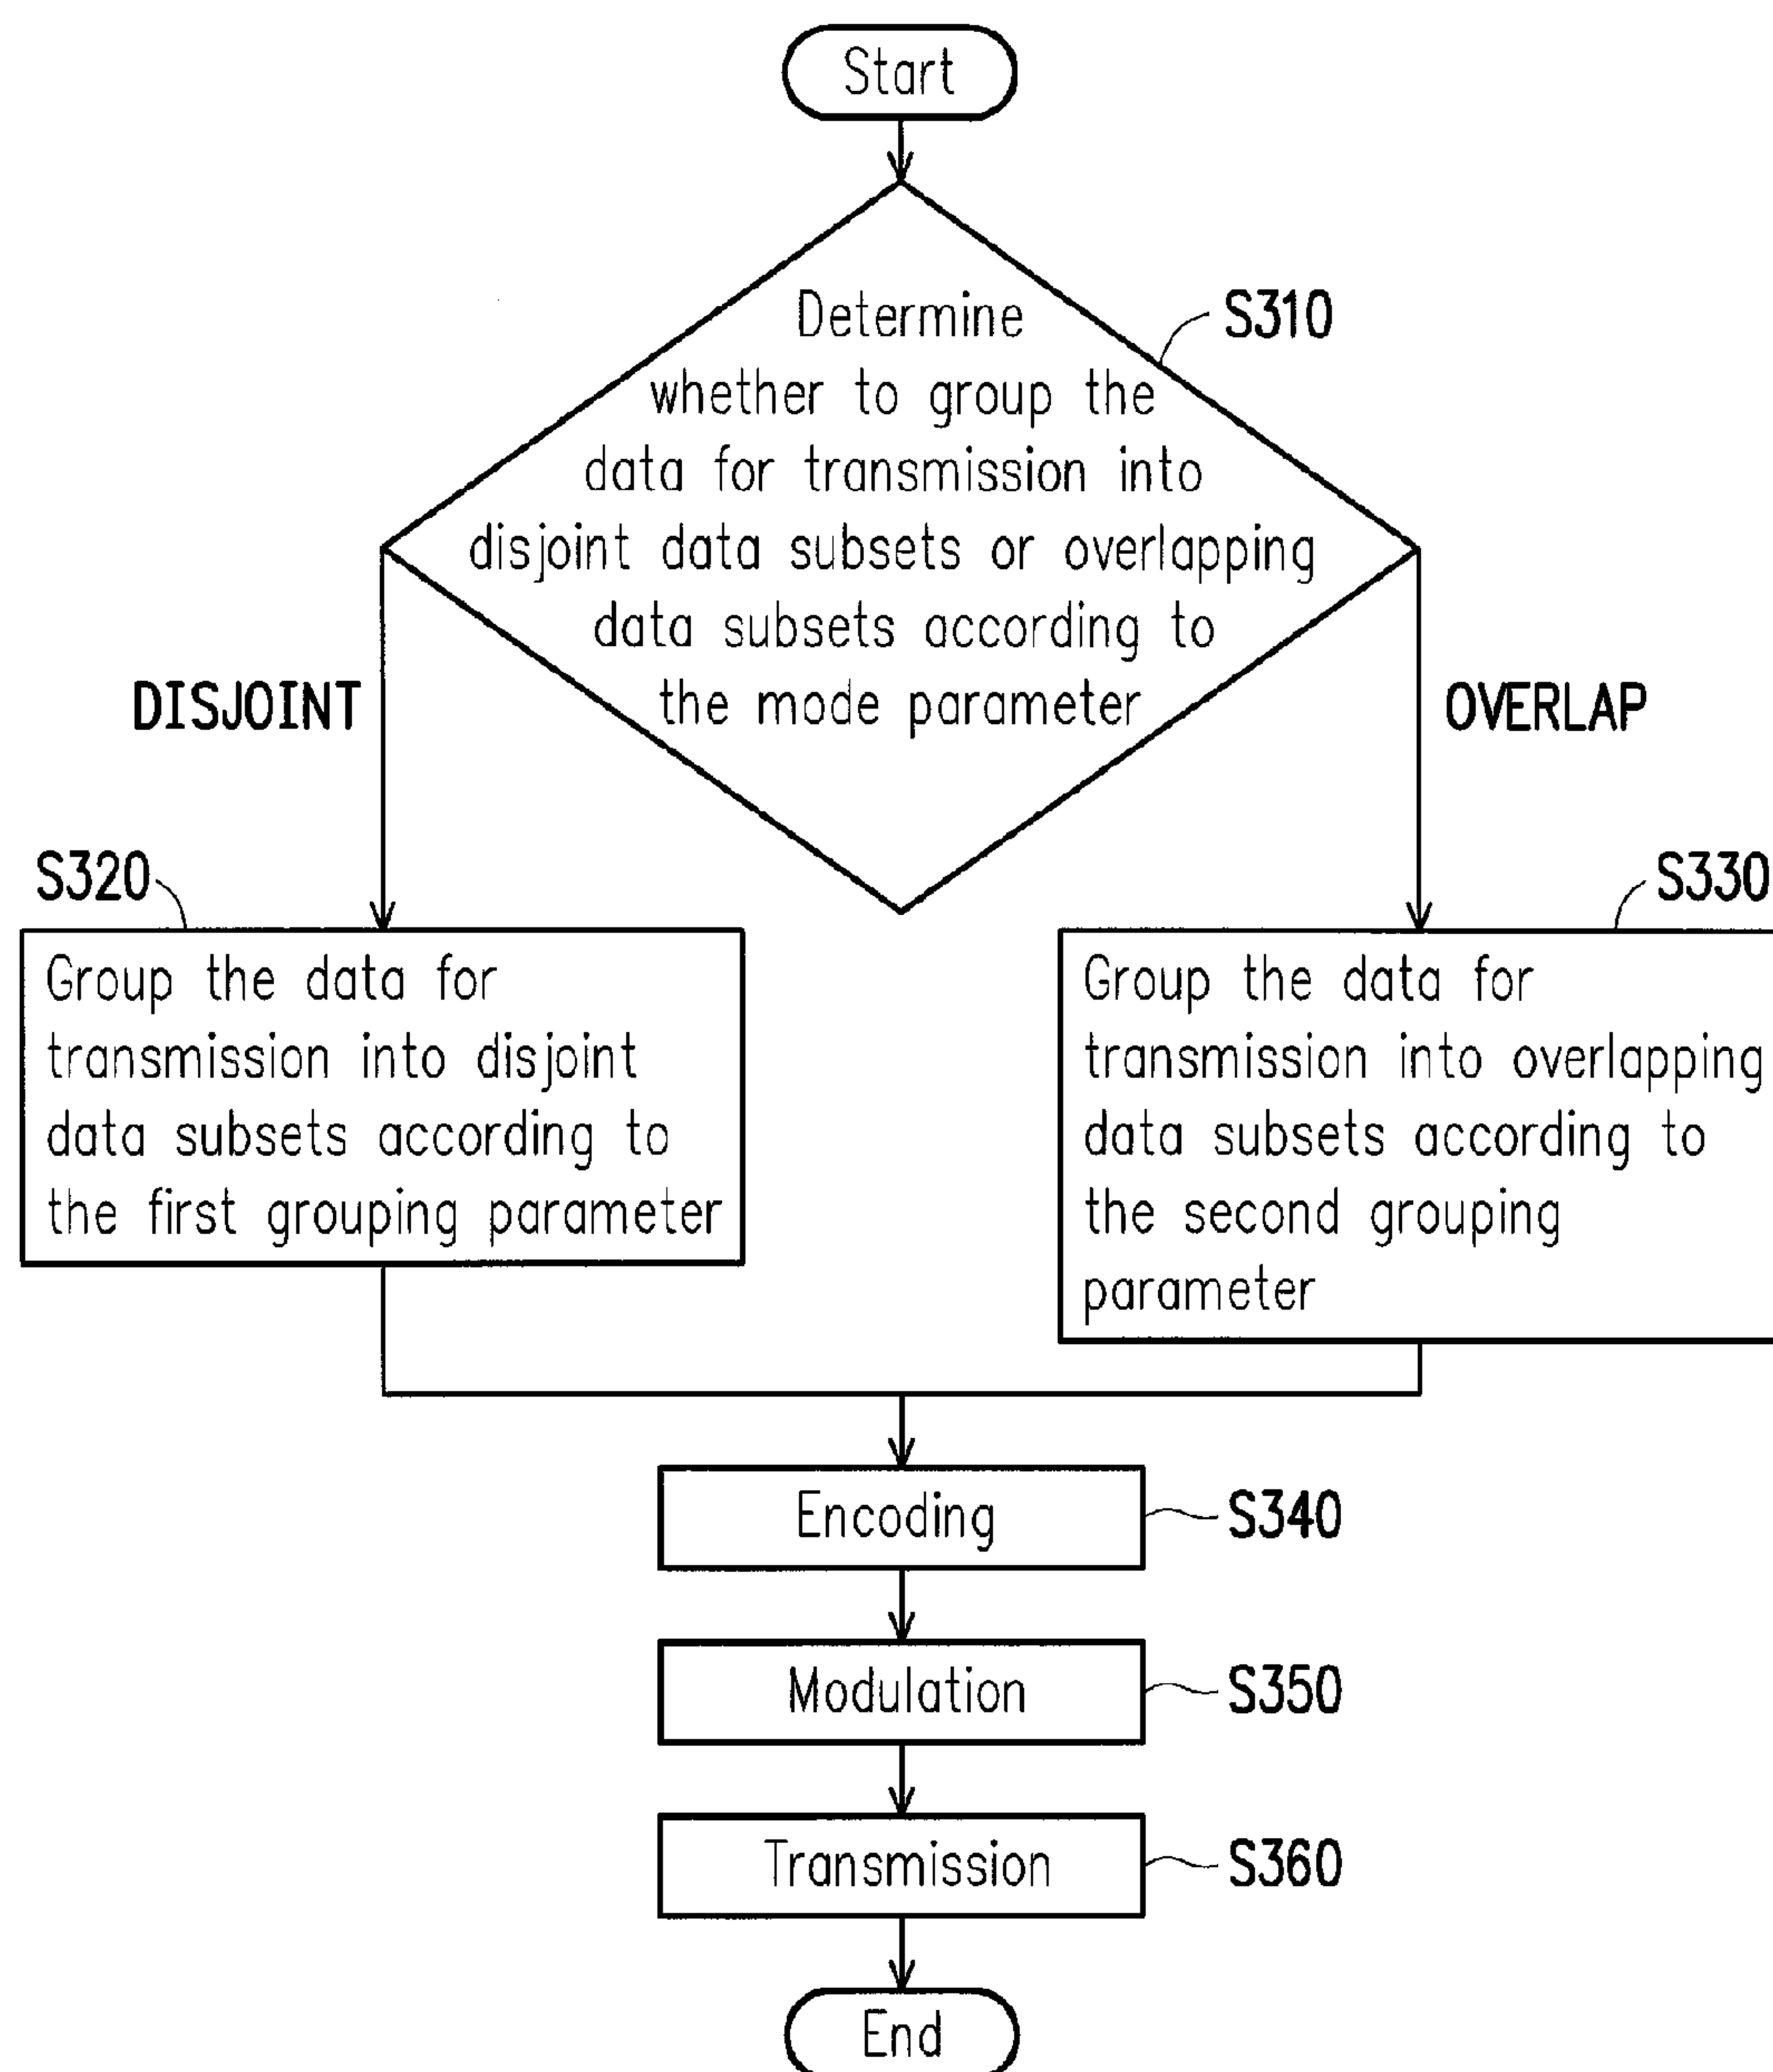 Start
Determine
whether to group the
data for transmission into
disjoint data subsets or overlapping
data subsets according to
the mode parameter
S310
DISJOINT
OVERLAP
S320
Group the data for
transmission into disjoint
data subsets according to
the first grouping parameter
S330
Group the data for
transmission into overlapping
data subsets according to
the second grouping
parameter
Encoding
S340
Modulation
S350
Transmission
S360
End